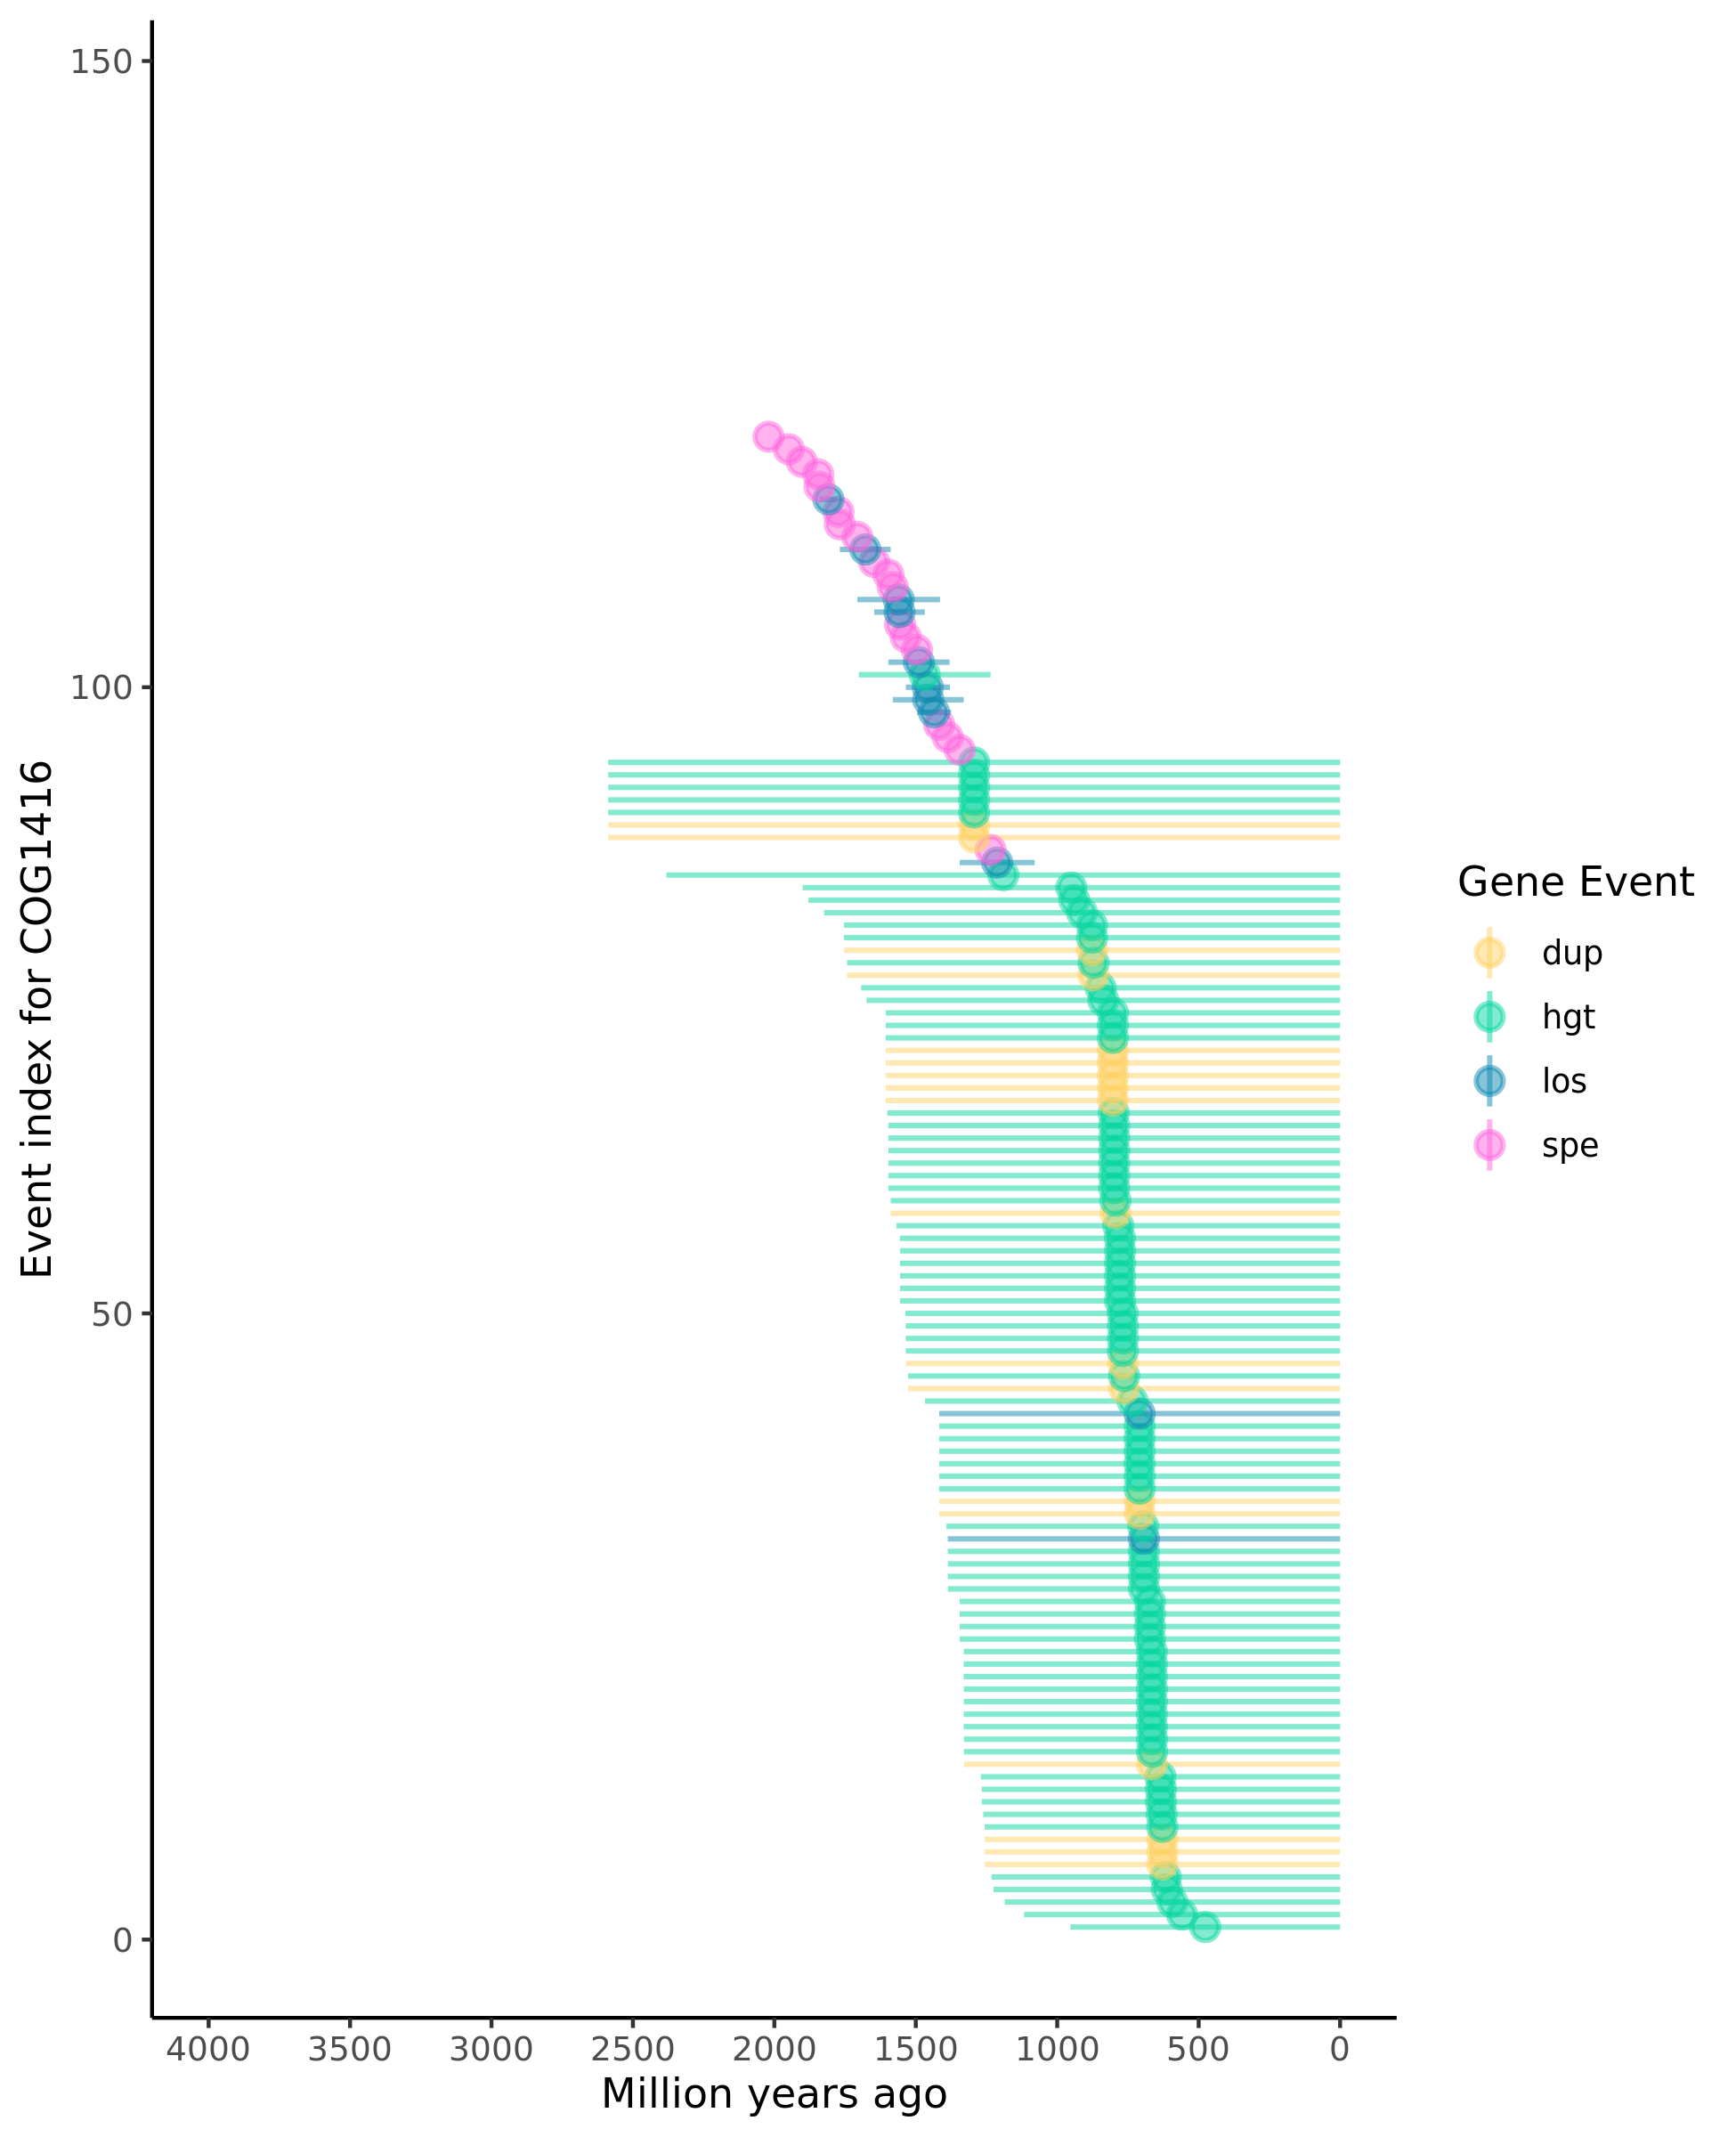 150
100
50
0
Event index for COG1416
4000 3500 3000 2500 2000 1500 1000 500 0
Million years ago
Gene Event
dup
hgt
los
spe